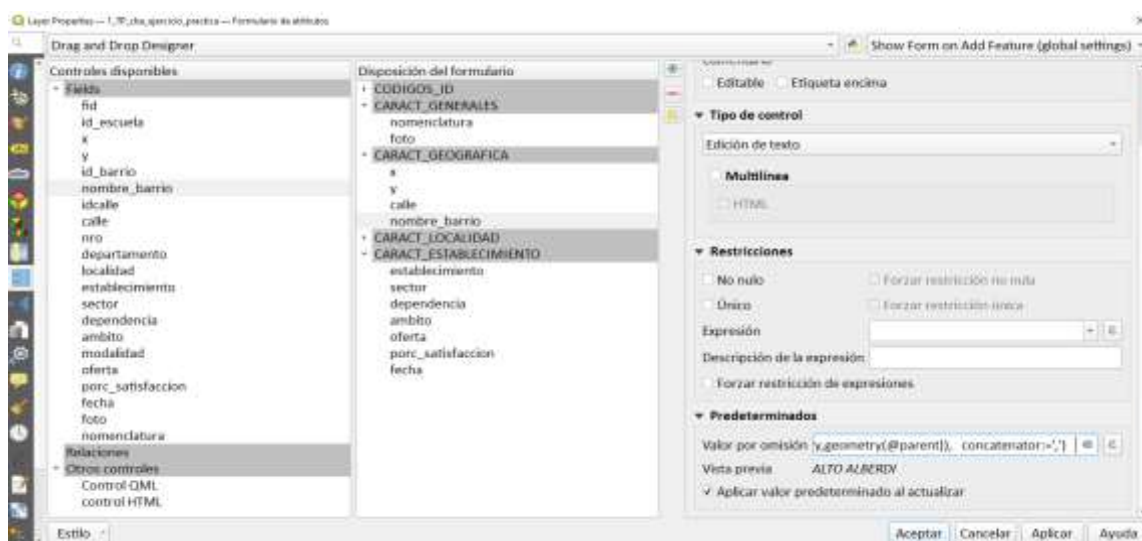 Layer Properties — 1_TP_cba_ejercicio_practica — Formulario de atributos
Drag and Drop Designer
Show Form on Add Feature (global settings)
Controles disponibles
Fields
fid
id_escuela
x
y
id_barrio
nombre_barrio
idcalle
calle
nro
departamento
localidad
establecimiento
sector
dependencia
ambito
modalidad
oferta
porc_satisfaccion
fecha
foto
nomenclatura
Relaciones
Otros controles
Control QML
control HTML
Disposición del formulario
CODIGOS_ID
CARACT_GENERALES
nomenclatura
foto
CARACT_GEOGRAFICA
x
y
calle
nombre_barrio
CARACT_LOCALIDAD
CARACT_ESTABLECIMIENTO
establecimiento
sector
dependencia
ambito
oferta
porc_satisfaccion
fecha
Comentario
Editable Etiqueta encima
Tipo de control
Edición de texto
Multilínea
HTML
Restricciones
No nulo Forzar restricción no nula
Único Forzar restricción única
Expresión
Descripción de la expresión
Forzar restricción de expresiones
Predeterminados
Valor por omisión y,geometry(@parent)), concatenator:=',')
Vista previa ALTO ALBERDI
Aplicar valor predeterminado al actualizar
Estilo
Aceptar Cancelar Aplicar Ayuda